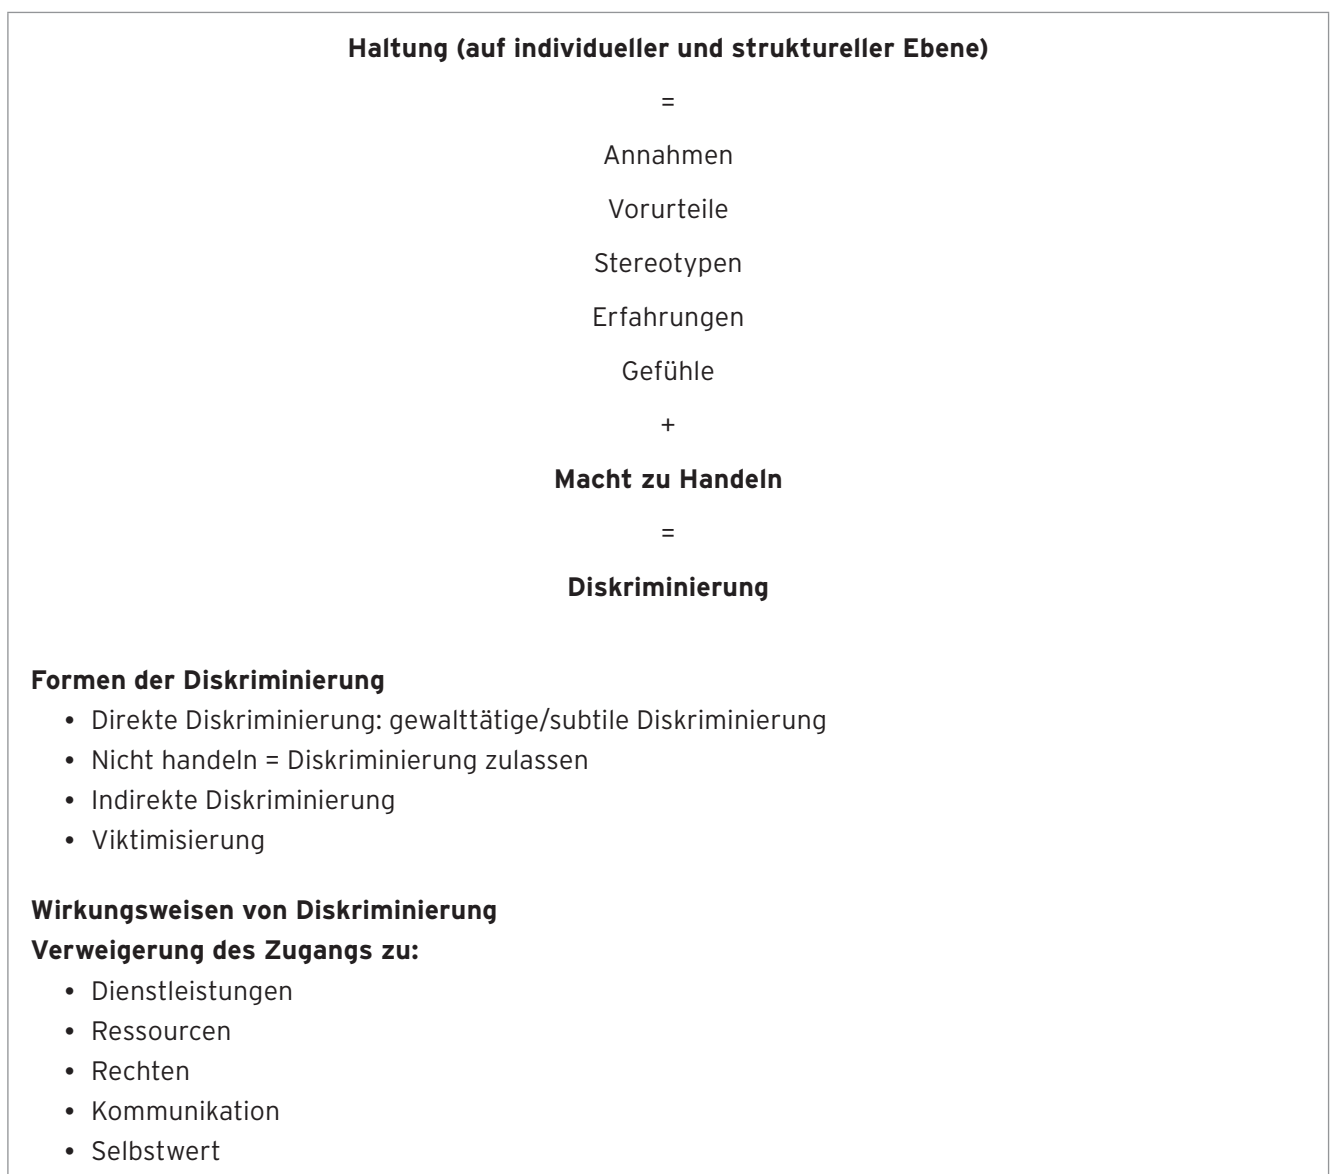 Haltung (auf individueller und struktureller Ebene)
=
Annahmen
Vorurteile
Stereotypen
Erfahrungen
Gefühle
+
Macht zu Handeln
=
Diskriminierung
Formen der Diskriminierung
• Direkte Diskriminierung: gewalttätige/subtile Diskriminierung
• Nicht handeln = Diskriminierung zulassen
• Indirekte Diskriminierung
• Viktimisierung
Wirkungsweisen von Diskriminierung
Verweigerung des Zugangs zu:
• Dienstleistungen
• Ressourcen
• Rechten
• Kommunikation
• Selbstwert